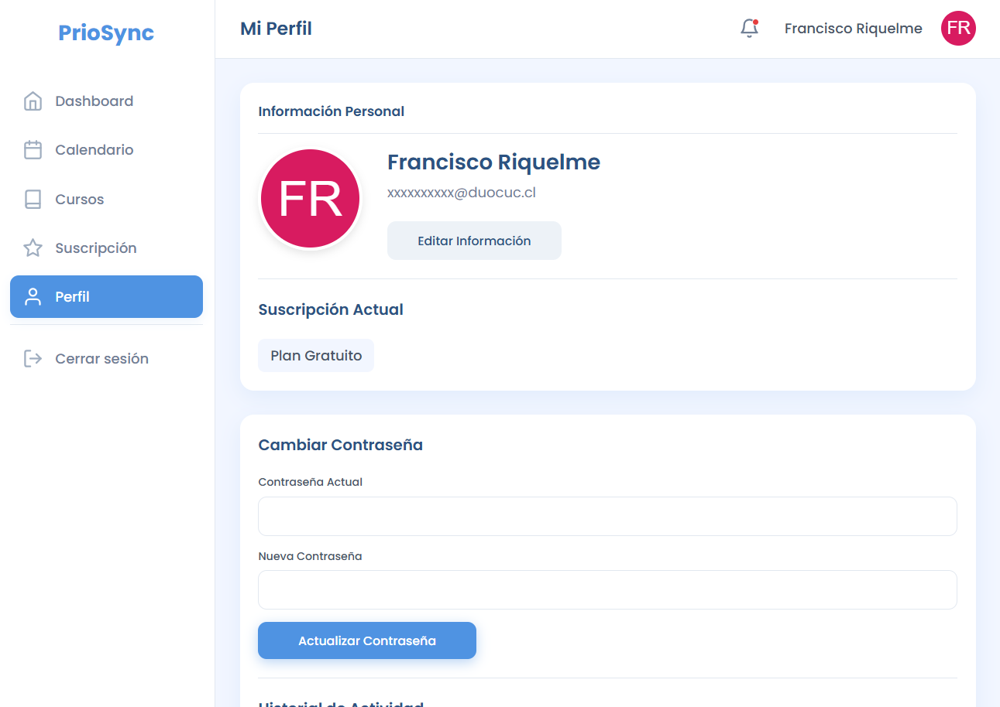 PrioSync
Mi Perfil
Francisco Riquelme
FR
Dashboard
Calendario
Cursos
Suscripción
Perfil
Cerrar sesión
Información Personal
FR
Francisco Riquelme
xxxxxxxxxx@duocuc.cl
Editar Información
Suscripción Actual
Plan Gratuito
Cambiar Contraseña
Contraseña Actual
Nueva Contraseña
Actualizar Contraseña
Historial de Actividad